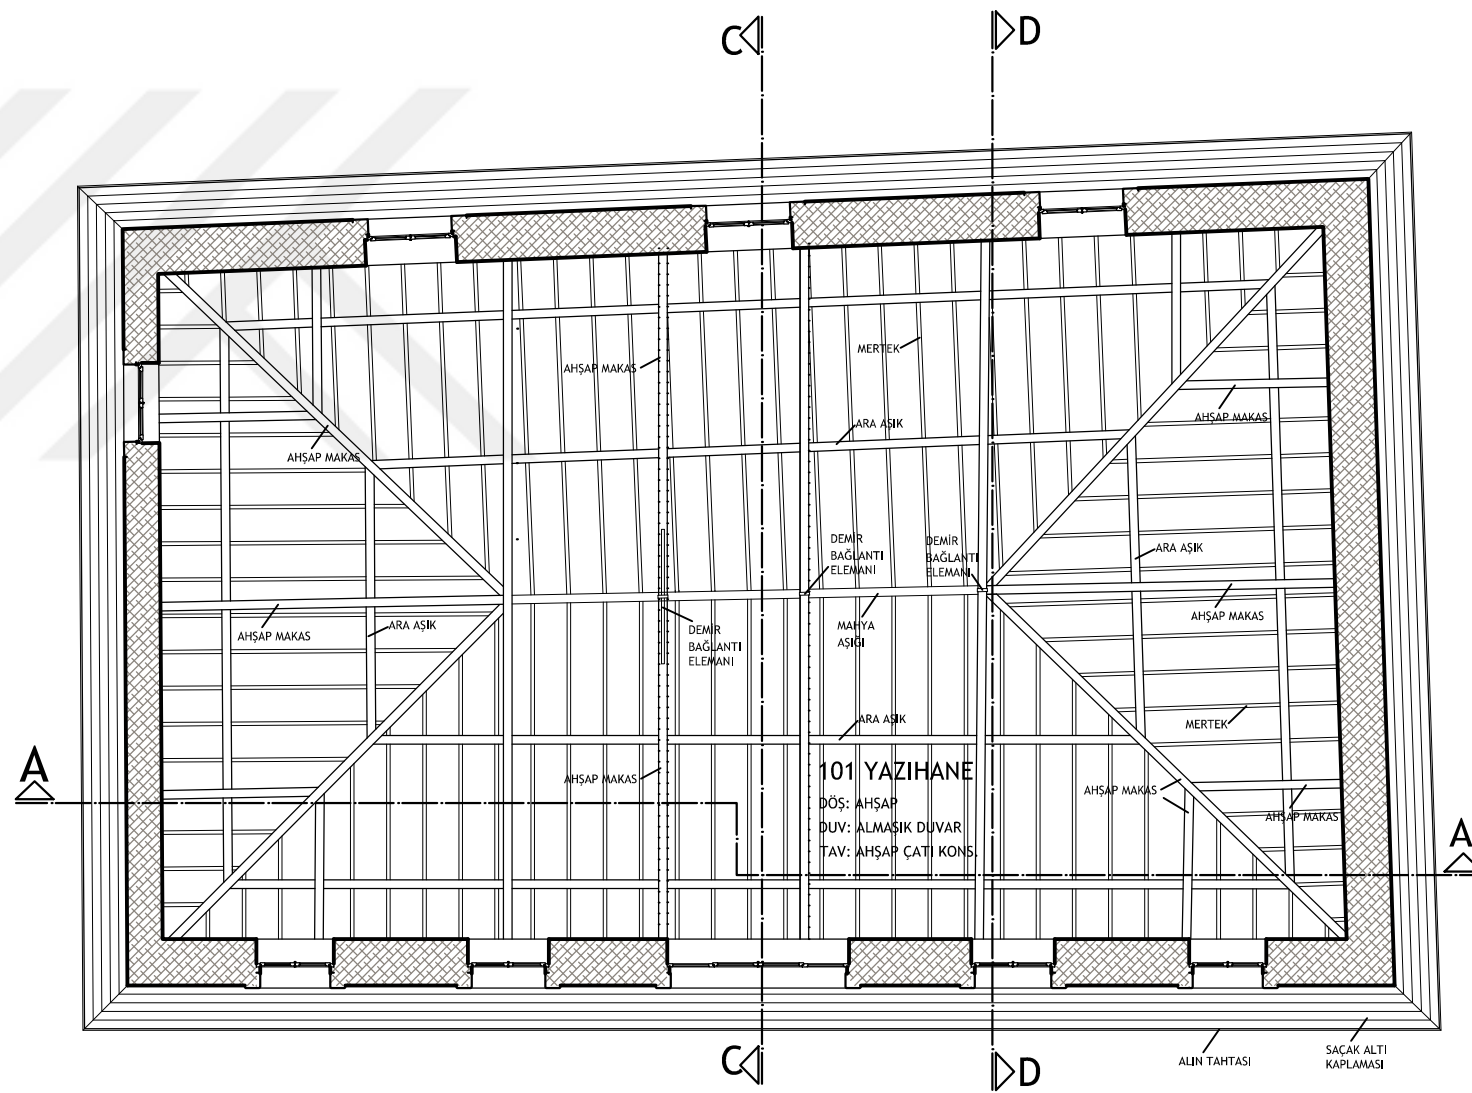 C
D
AHŞAP MAKAS
MERTEK
AHŞAP MAKAS
ARA AŞIK
AHŞAP MAKAS
DEMİR
BAĞLANTI
ELEMANI
DEMİR
BAĞLANTI
ELEMANI
ARA AŞIK
AHŞAP MAKAS
ARA AŞIK
DEMİR
BAĞLANTI
ELEMANI
MAHYA
AŞIĞI
AHŞAP MAKAS
ARA AŞIK
MERTEK
A
AHŞAP MAKAS
101 YAZIHANE
DÖŞ: AHŞAP
DUV: ALMAŞIK DUVAR
TAV: AHŞAP ÇATI KONS.
AHŞAP MAKAS
AHŞAP MAKAS
A
C
D
ALIN TAHTASI
SAÇAK ALTI
KAPLAMASI